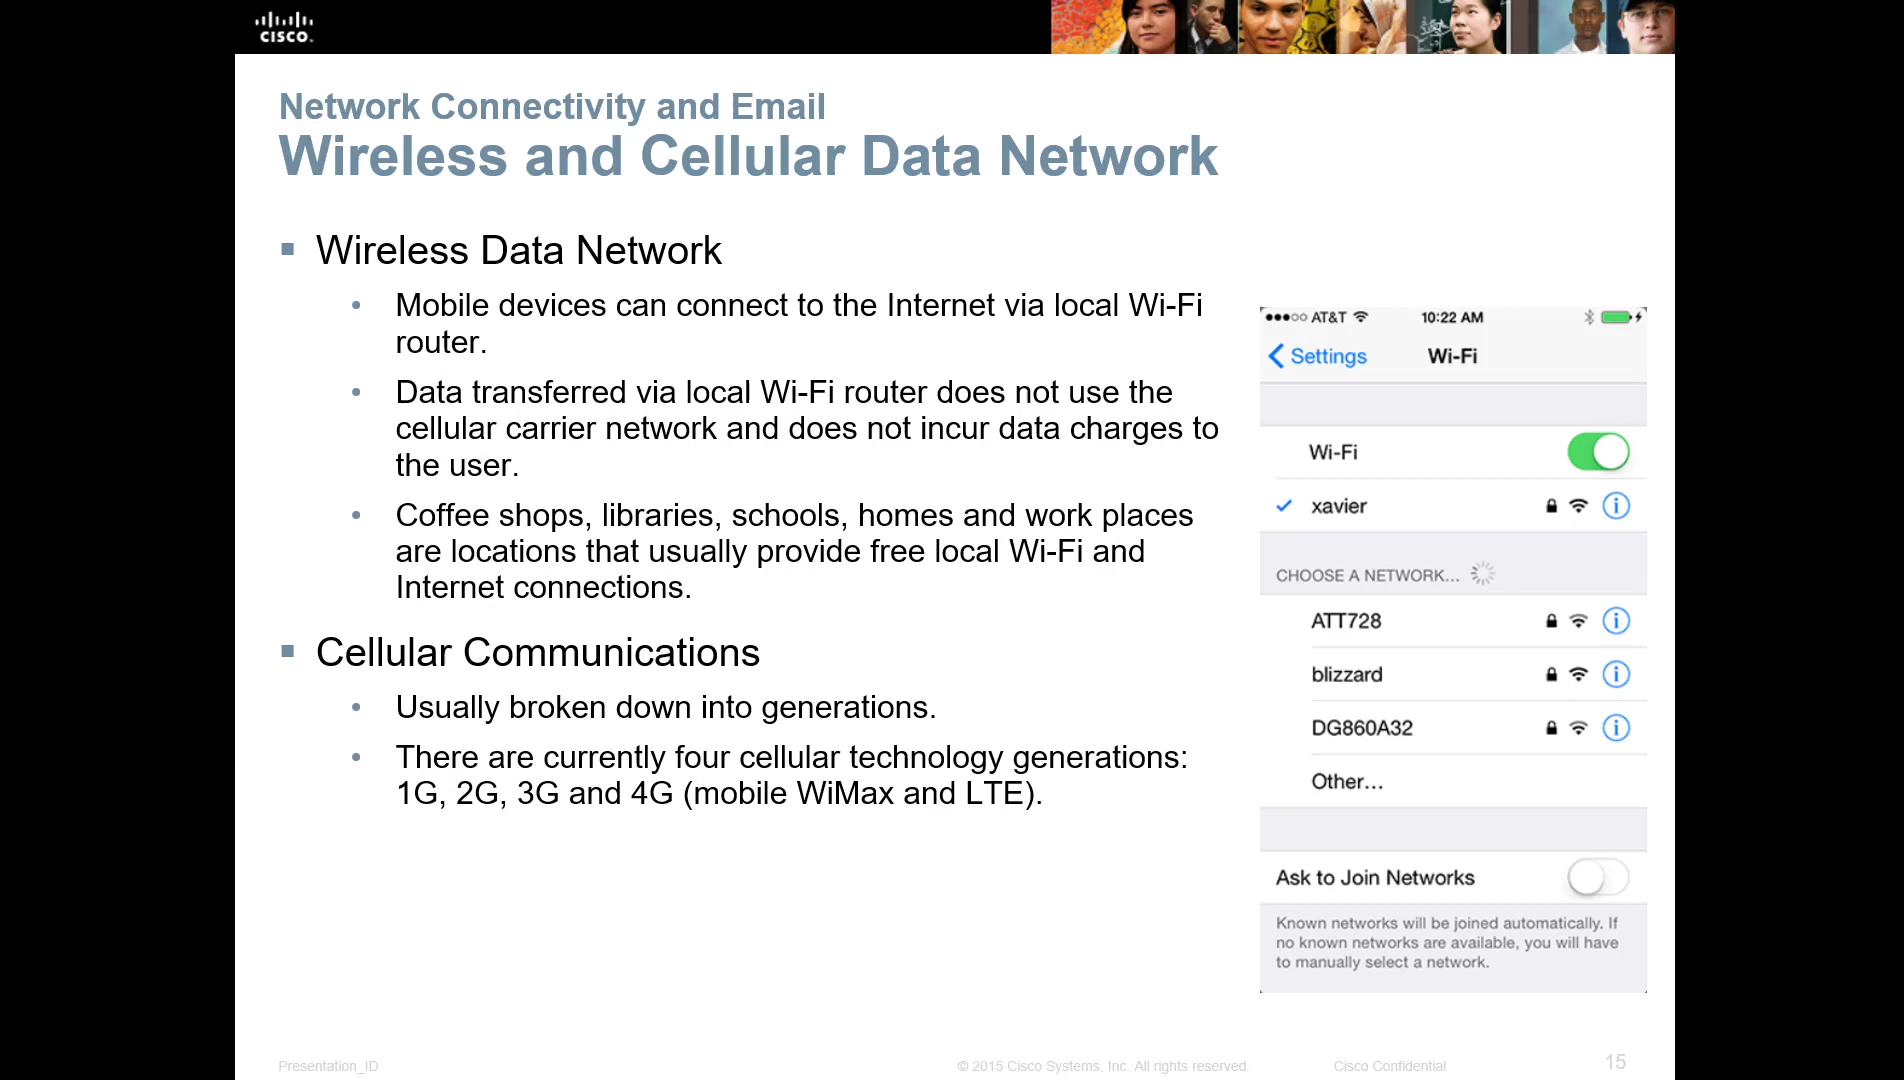 CISCO.
Network Connectivity and Email
Wireless and Cellular Data Network
Wireless Data Network
Mobile devices can connect to the Internet via local Wi-Fi
router.
Data transferred via local Wi-Fi router does not use the
cellular carrier network and does not incur data charges to
the user.
Coffee shops, libraries, schools, homes and work places
are locations that usually provide free local Wi-Fi and
Internet connections.
Cellular Communications
Usually broken down into generations.
There are currently four cellular technology generations:
1G, 2G, 3G and 4G (mobile WiMax and LTE).
AT&T 10:22 AM
Settings Wi-Fi
Wi-Fi
xavier
CHOOSE A NETWORK...
ATT728
blizzard
DG860A32
Other...
Ask to Join Networks
Known networks will be joined automatically. If
no known networks are available, you will have
to manually select a network.
Presentation_ID © 2015 Cisco Systems, Inc. All rights reserved. Cisco Confidential 15